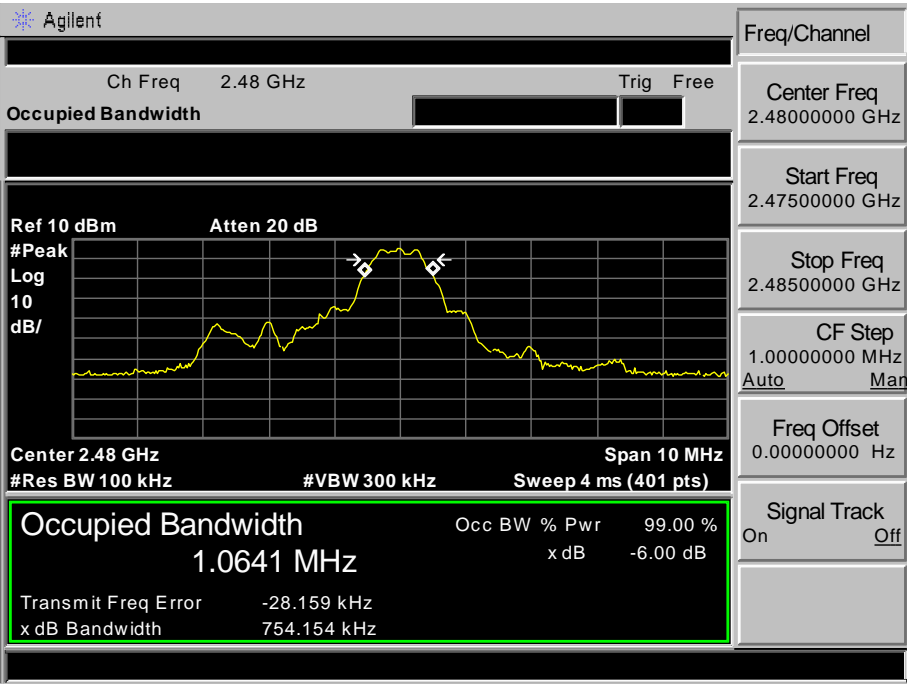 Agilent
Freq/Channel
Ch Freq 2.48 GHz Trig Free
Occupied Bandwidth
Center Freq
2.48000000 GHz
Start Freq
2.47500000 GHz
Stop Freq
2.48500000 GHz
CF Step
1.00000000 MHz
Auto Man
Freq Offset
0.00000000 Hz
Signal Track
On Off
Ref 10 dBm Atten 20 dB
#Peak
Log
10
dB/
Center 2.48 GHz Span 10 MHz
#Res BW 100 kHz #VBW 300 kHz Sweep 4 ms (401 pts)
Occupied Bandwidth
1.0641 MHz
Occ BW % Pwr 99.00 %
x dB -6.00 dB
Transmit Freq Error -28.159 kHz
x dB Bandwidth 754.154 kHz